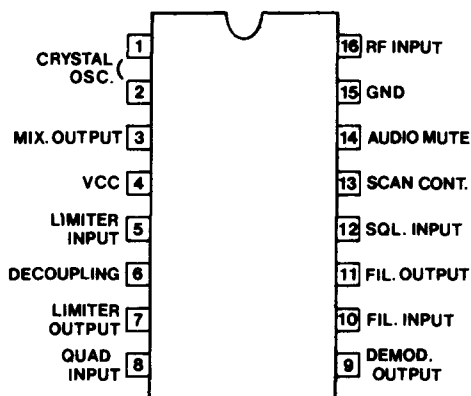 1
CRYSTAL
OSC.
2
MIX. OUTPUT 3
VCC 4
LIMITER
INPUT 5
DECOUPLING 6
LIMITER
OUTPUT 7
QUAD
INPUT 8
16 RF INPUT
15 GND
14 AUDIO MUTE
13 SCAN CONT.
12 SQL. INPUT
11 FIL. OUTPUT
10 FIL. INPUT
9 DEMOD.
OUTPUT